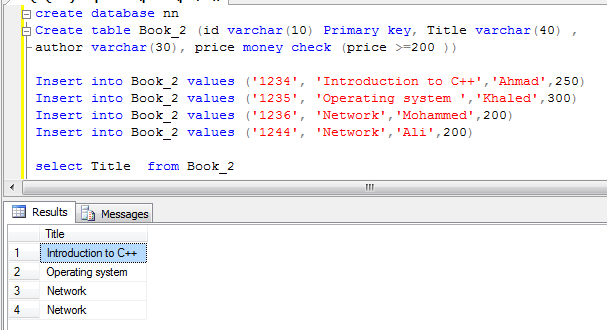 create database nn
Create table Book_2 (id varchar(10) Primary key, Title varchar(40) ,
author varchar(30), price money check (price >=200 ))
Insert into Book_2 values ('1234', 'Introduction to C++','Ahmad',250)
Insert into Book_2 values ('1235', 'Operating system ','Khaled',300)
Insert into Book_2 values ('1236', 'Network','Mohammed',200)
Insert into Book_2 values ('1244', 'Network','Ali',200)
select Title  from Book_2
Results Messages
Title
1 Introduction to C++
2 Operating system
3 Network
4 Network